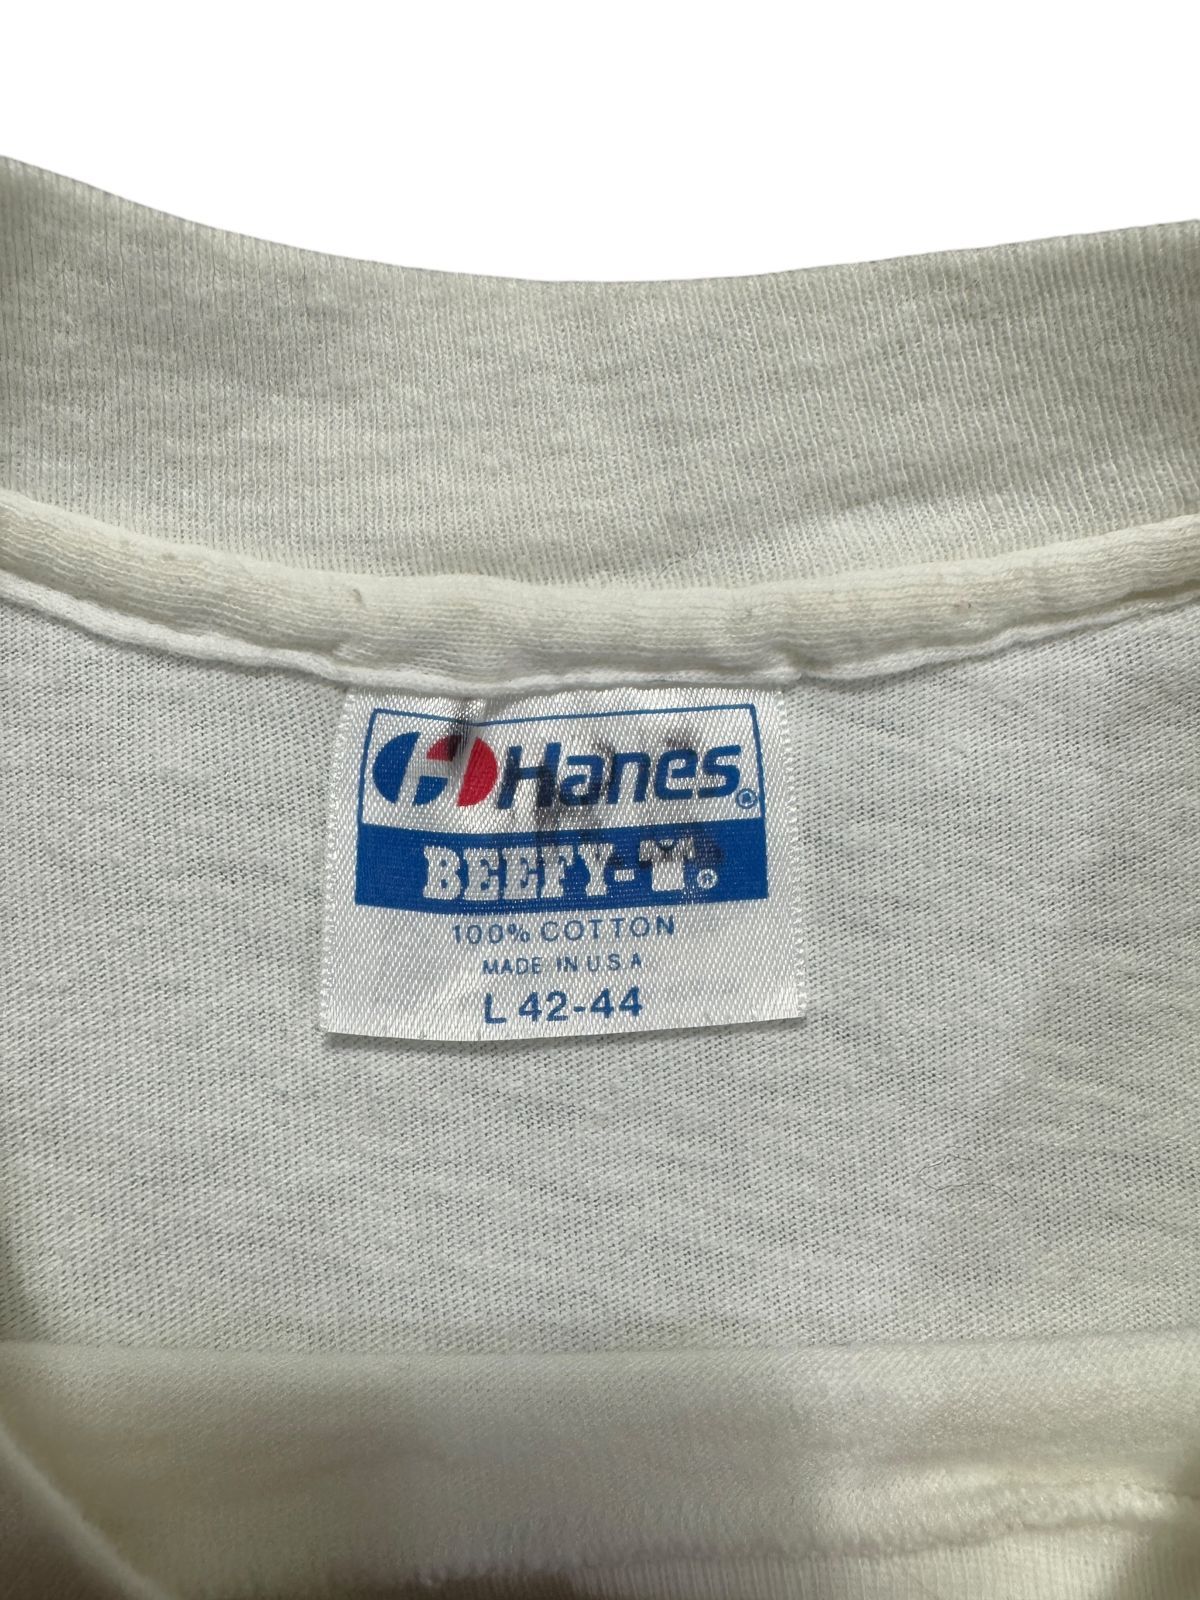 Hanes®
BEEFY-T®
100% COTTON
MADE IN U.S.A
L 42-44